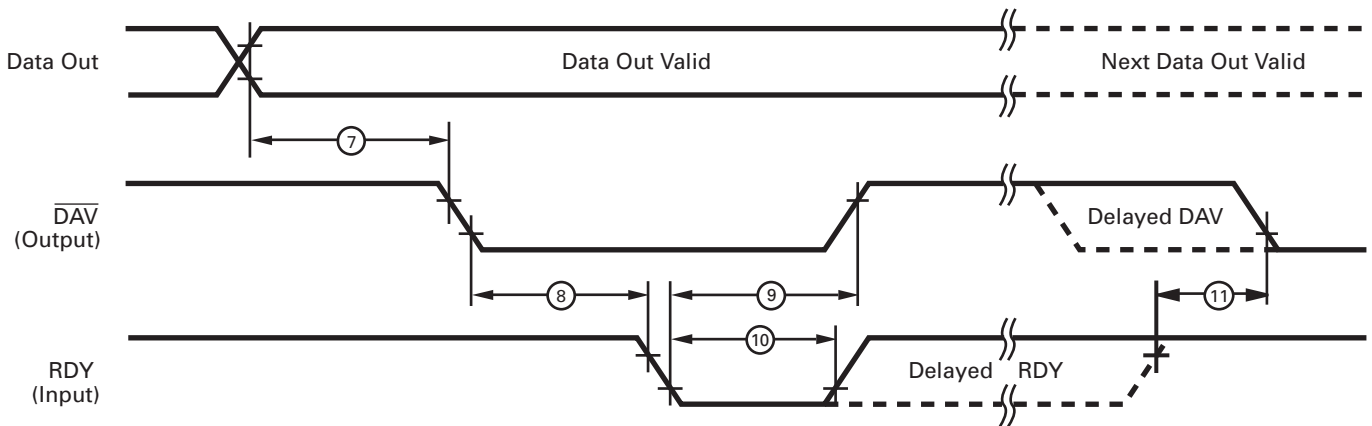 Data Out
Data Out Valid
Next Data Out Valid
7
DAV
(Output)
Delayed DAV
8
9
11
10
RDY
(Input)
Delayed RDY